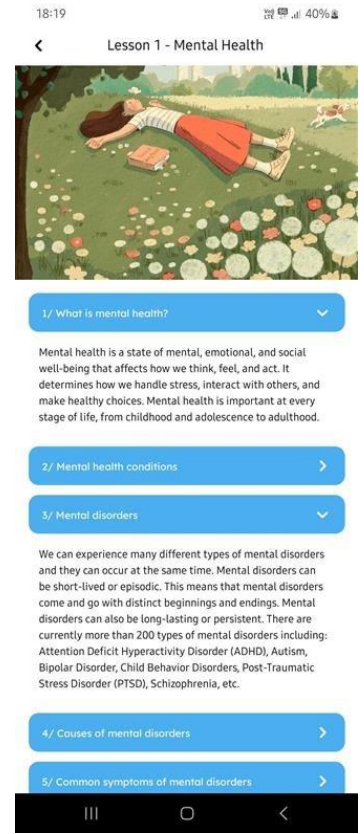 18:19
40%
Lesson 1 - Mental Health
1/ What is mental health?
Mental health is a state of mental, emotional, and social
well-being that affects how we think, feel, and act. It
determines how we handle stress, interact with others, and
make healthy choices. Mental health is important at every
stage of life, from childhood and adolescence to adulthood.
2/ Mental health conditions
3/ Mental disorders
We can experience many different types of mental disorders
and they can occur at the same time. Mental disorders can
be short-lived or episodic. This means that mental disorders
come and go with distinct beginnings and endings. Mental
disorders can also be long-lasting or persistent. There are
currently more than 200 types of mental disorders including:
Attention Deficit Hyperactivity Disorder (ADHD), Autism,
Bipolar Disorder, Child Behavior Disorders, Post-Traumatic
Stress Disorder (PTSD), Schizophrenia, etc.
4/ Causes of mental disorders
5/ Common symptoms of mental disorders